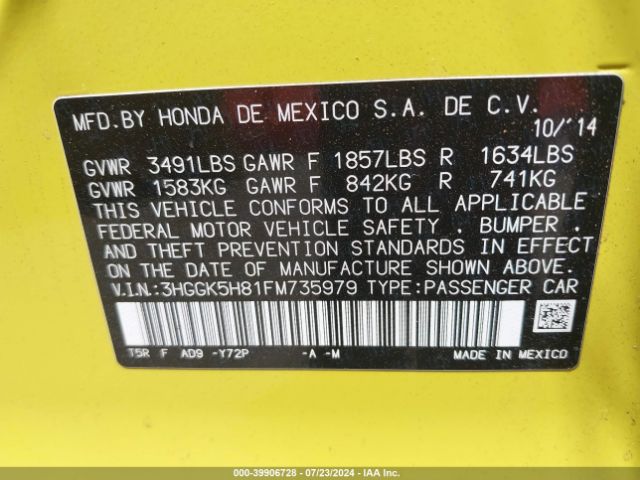 MFD.BY HONDA DE MEXICO S.A. DE C.V.
10/'14
GVWR 3491LBS GAWR F 1857LBS R 1634LBS
GVWR 1583KG GAWR F 842KG R 741KG
THIS VEHICLE CONFORMS TO ALL APPLICABLE
FEDERAL MOTOR VEHICLE SAFETY . BUMPER .
AND THEFT PREVENTION STANDARDS IN EFFECT
ON THE DATE OF MANUFACTURE SHOWN ABOVE.
V.I.N.:3HGGK5H81FM735979 TYPE:PASSENGER CAR
T5R F AD9 -Y72P -A -M MADE IN MEXICO
000-39906728 - 07/23/2024 - IAAI.COM